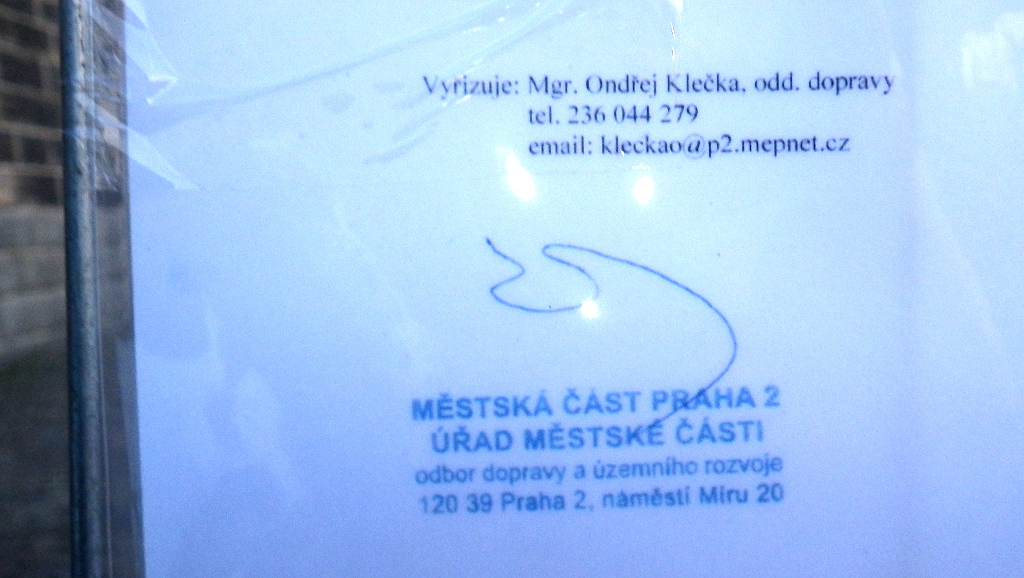 Vyřizuje: Mgr. Ondřej Klečka, odd. dopravy
tel. 236 044 279
email: kleckao@p2.mepnet.cz
MĚSTSKÁ ČÁST PRAHA 2
ÚŘAD MĚSTSKÉ ČÁSTI
odbor dopravy a územního rozvoje
120 39 Praha 2, náměstí Míru 20